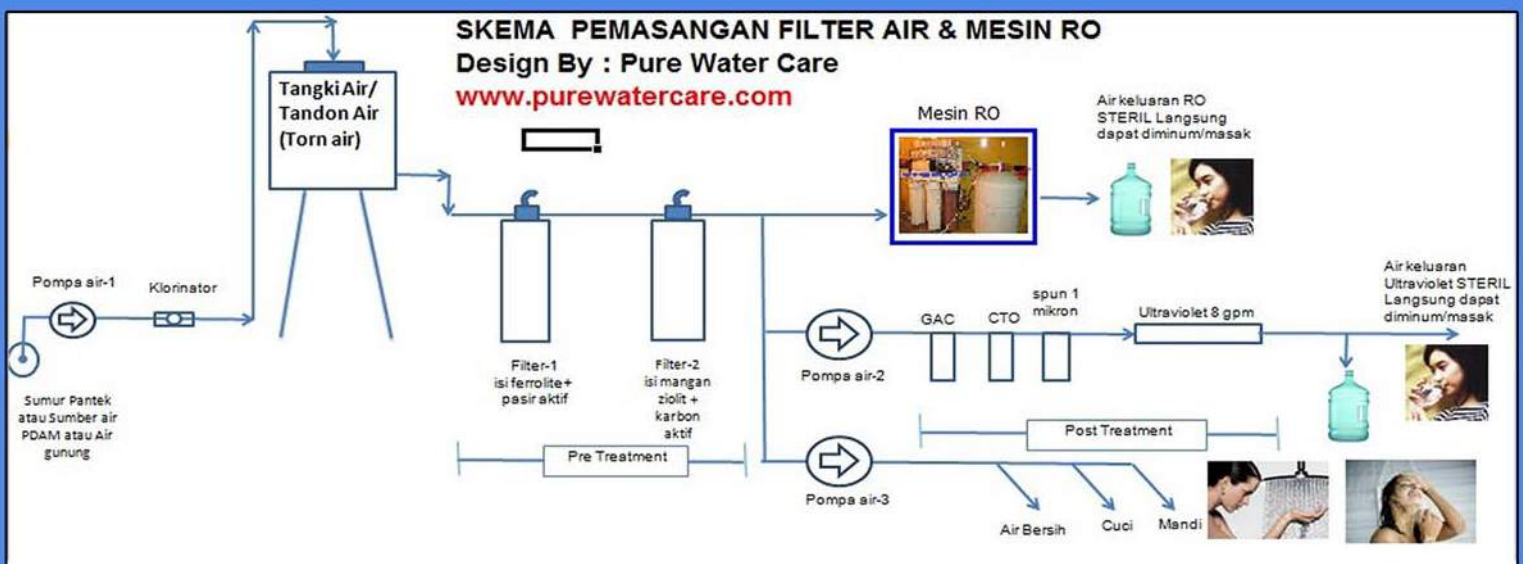 SKEMA PEMASANGAN FILTER AIR & MESIN RO
Design By : Pure Water Care
www.purewatercare.com
Tangki Air/
Tandon Air
(Torn air)
Pompa air-1
Klorinator
Sumur Pantek
atau Sumber air
PDAM atau Air
gunung
Filter-1
isi ferrolite+
pasir aktif
Filter-2
isi mangan
ziolit +
karbon
aktif
Pre Treatment
Mesin RO
Air keluaran RO
STERIL Langsung
dapat diminum/masak
Pompa air-2
GAC
CTO
spun 1
mikron
Ultraviolet 8 gpm
Air keluaran
Ultraviolet STERIL
Langsung dapat
diminum/masak
Post Treatment
Pompa air-3
Air Bersih
Cuci
Mandi